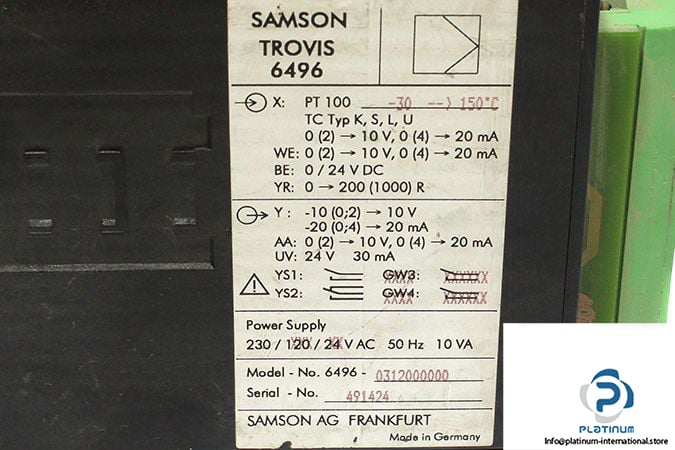 SAMSON
TROVIS
6496
X: PT 100 -30 --> 150°C
TC Typ K, S, L, U
0 (2) → 10 V, 0 (4) → 20 mA
WE: 0 (2) → 10 V, 0 (4) → 20 mA
BE: 0 / 24 V DC
YR: 0 → 200 (1000) R
Y : -10 (0;2) → 10 V
-20 (0;4) → 20 mA
AA: 0 (2) → 10 V, 0 (4) → 20 mA
UV: 24 V 30 mA
YS1: GW3: XXXXXX
YS2: GW4: XXXXXX
Power Supply
230 / 120 / 24 V AC 50 Hz 10 VA
Model - No. 6496 - 0312000000
Serial - No. 491424
SAMSON AG FRANKFURT
Made in Germany
PLATINUM
Info@platinum-international.store